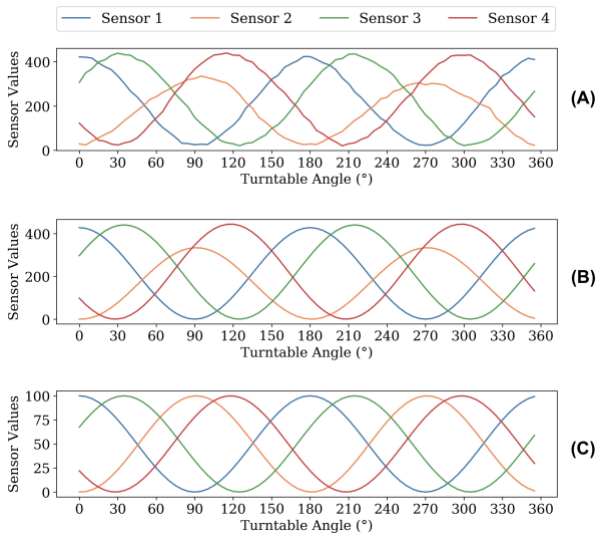 Sensor 1 Sensor 2 Sensor 3 Sensor 4
400
200
0
Sensor Values
0 30 60 90 120 150 180 210 240 270 300 330 360
Turntable Angle (°)
(A)
400
200
0
Sensor Values
0 30 60 90 120 150 180 210 240 270 300 330 360
Turntable Angle (°)
(B)
100
75
50
25
0
Sensor Values
0 30 60 90 120 150 180 210 240 270 300 330 360
Turntable Angle (°)
(C)